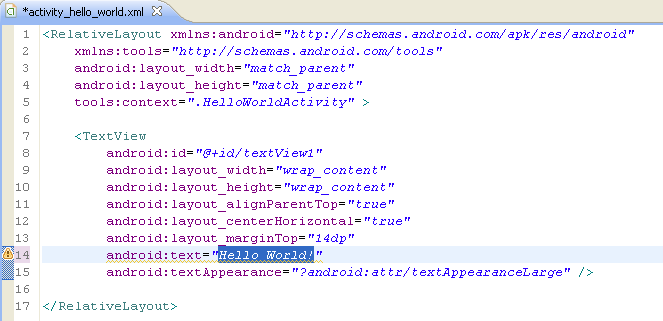 *activity_hello_world.xml
1 <RelativeLayout xmlns:android="http://schemas.android.com/apk/res/android"
2 xmlns:tools="http://schemas.android.com/tools"
3 android:layout_width="match_parent"
4 android:layout_height="match_parent"
5 tools:context=".HelloWorldActivity" >
6
7 <TextView
8 android:id="@+id/textView1"
9 android:layout_width="wrap_content"
10 android:layout_height="wrap_content"
11 android:layout_alignParentTop="true"
12 android:layout_centerHorizontal="true"
13 android:layout_marginTop="14dp"
14 android:text="Hello World!"
15 android:textAppearance="?android:attr/textAppearanceLarge" />
16
17 </RelativeLayout>